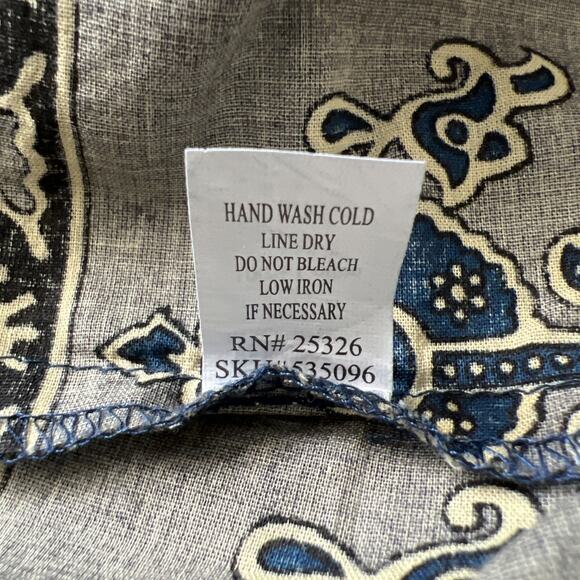 HAND WASH COLD
LINE DRY
DO NOT BLEACH
LOW IRON
IF NECESSARY
RN# 25326
SKU# 535096